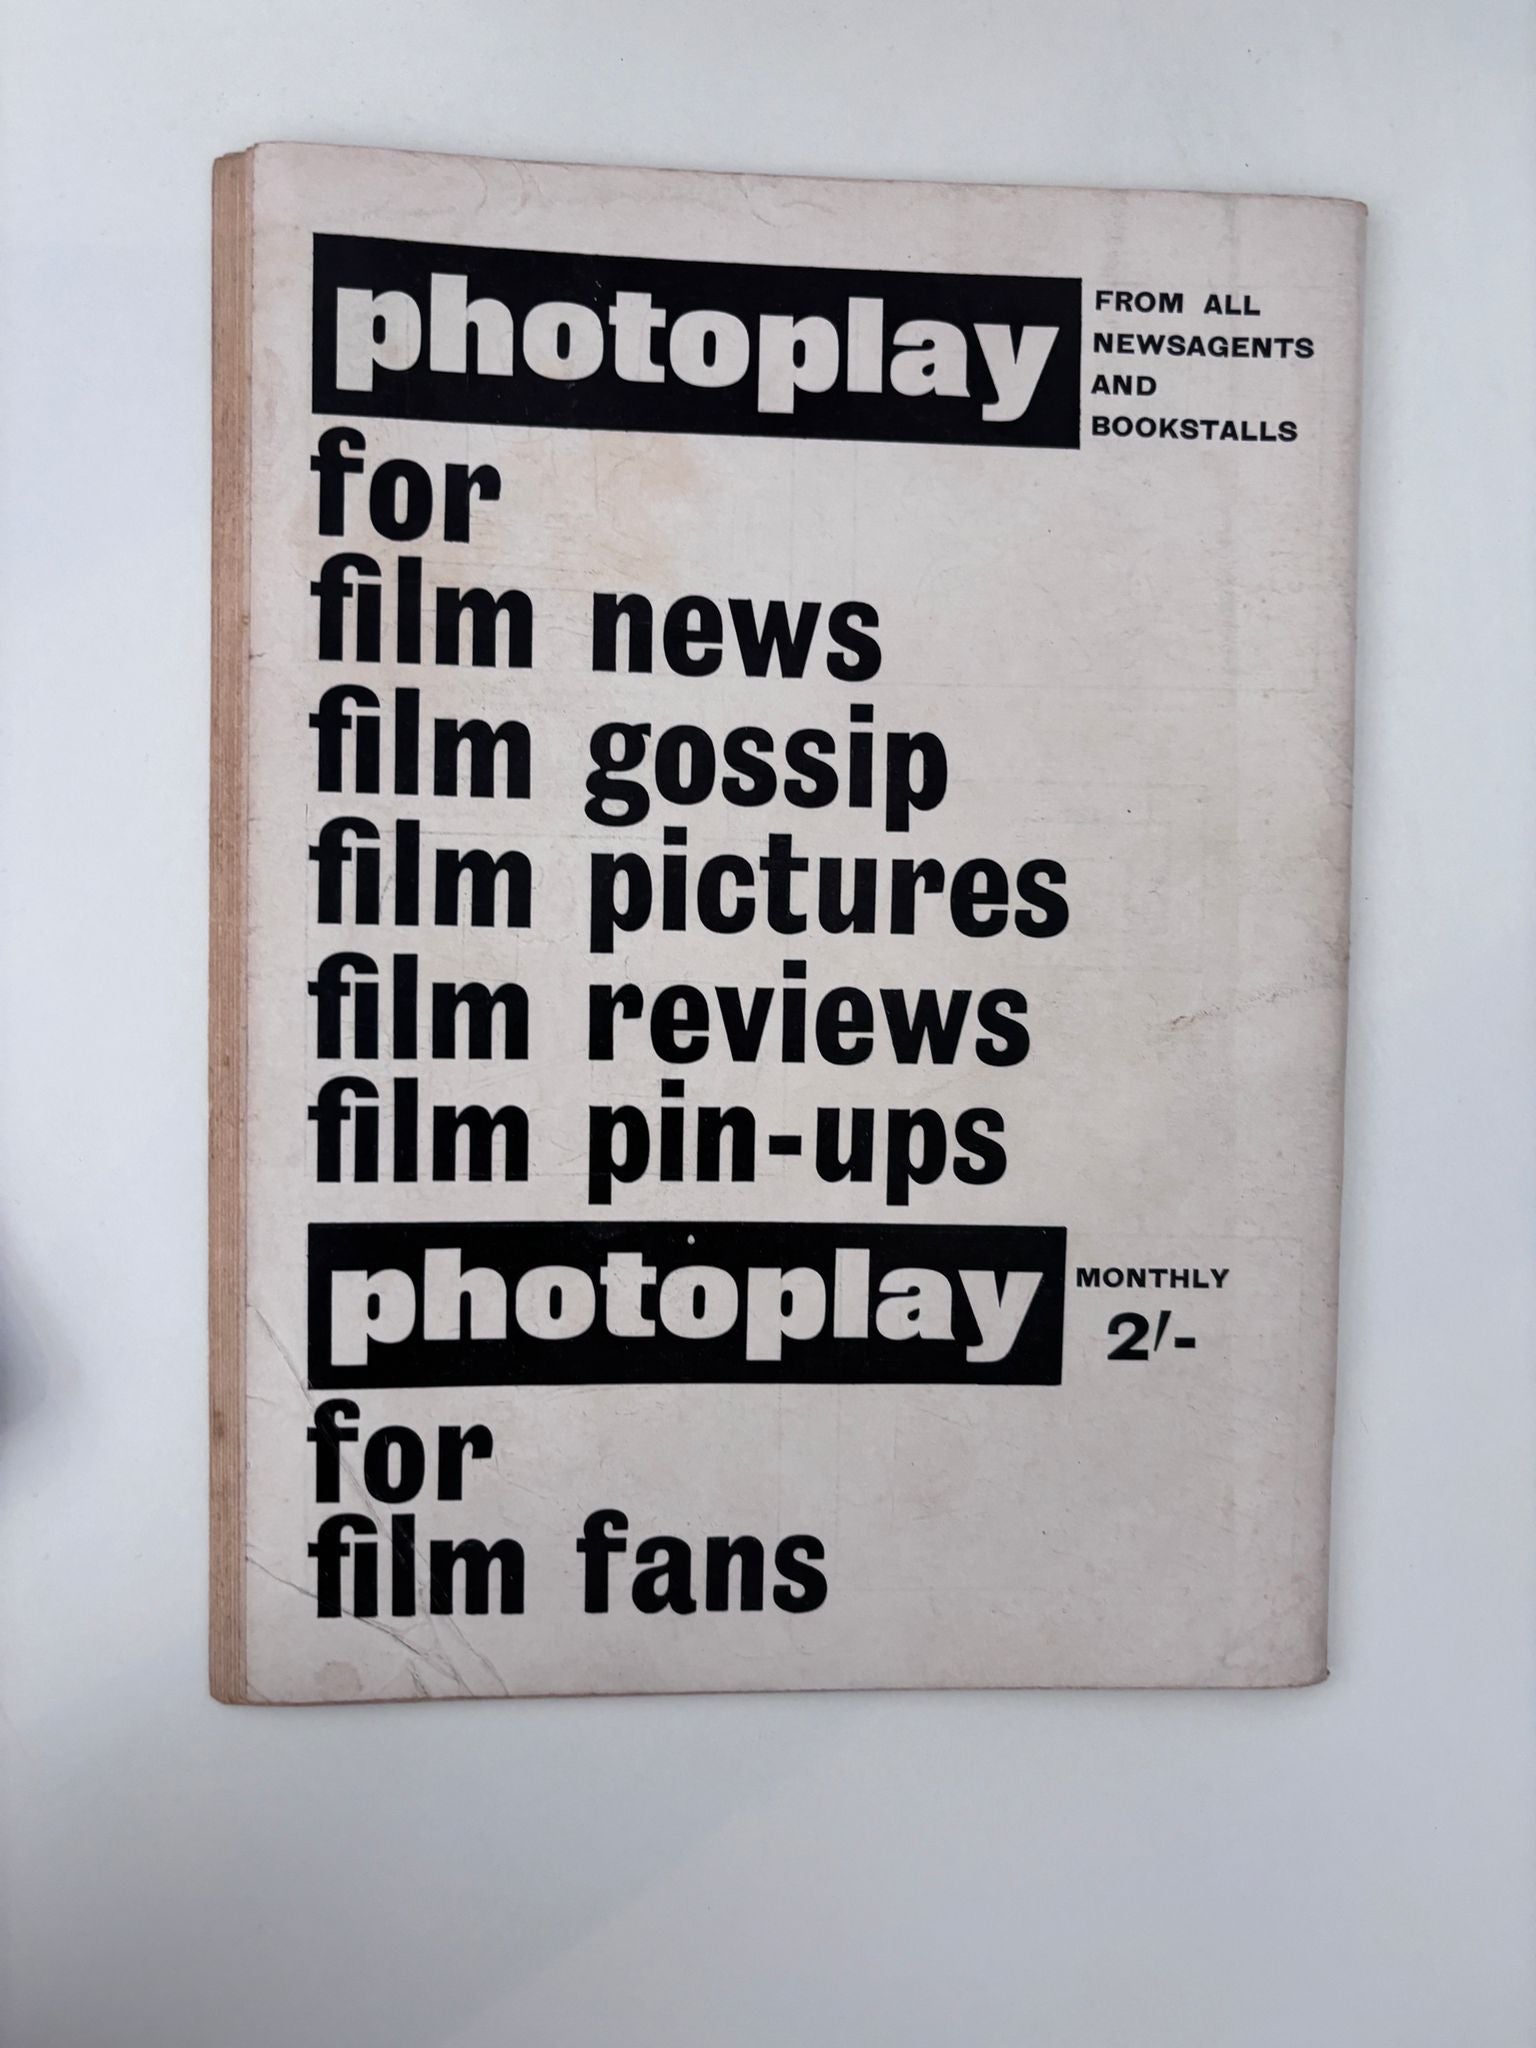 photoplay
FROM ALL
NEWSAGENTS
AND
BOOKSTALLS
for
film news
film gossip
film pictures
film reviews
film pin-ups
photoplay
MONTHLY
2/-
for
film fans